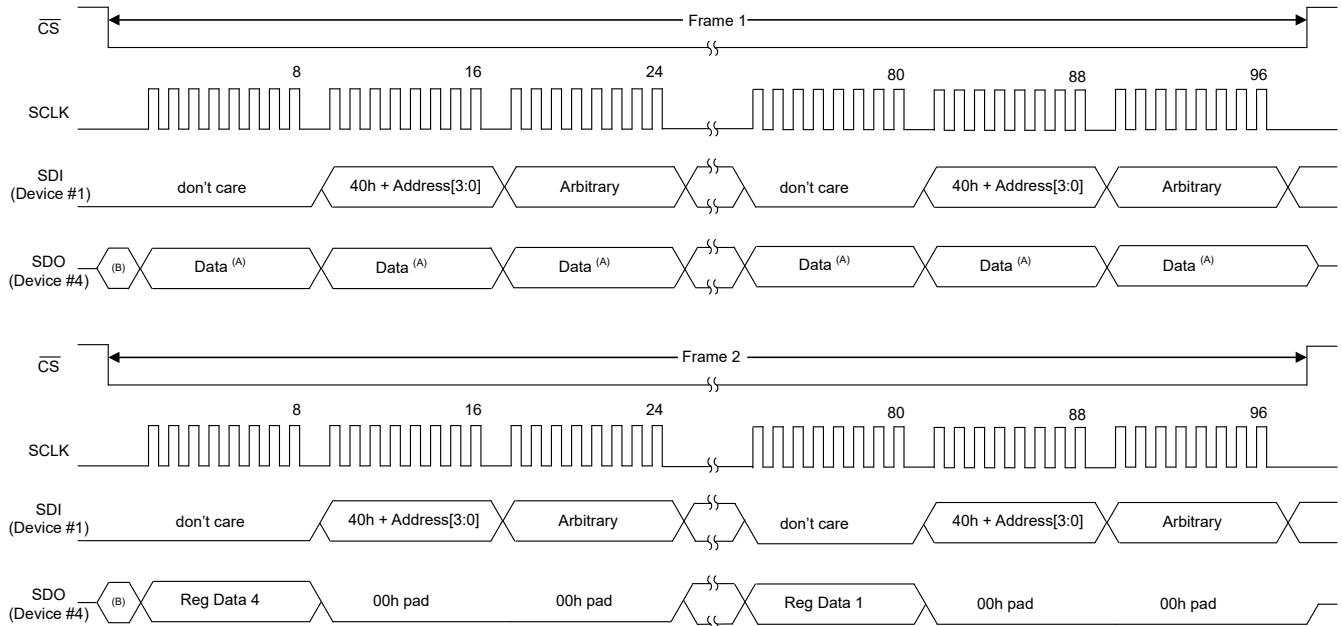 CS
Frame 1
8 16 24 80 88 96
SCLK
SDI
(Device #1)
don't care 40h + Address[3:0] Arbitrary don't care 40h + Address[3:0] Arbitrary
SDO
(Device #4)
(B) Data (A) Data (A) Data (A) Data (A) Data (A) Data (A)
CS
Frame 2
8 16 24 80 88 96
SCLK
SDI
(Device #1)
don't care 40h + Address[3:0] Arbitrary don't care 40h + Address[3:0] Arbitrary
SDO
(Device #4)
(B) Reg Data 4 00h pad 00h pad Reg Data 1 00h pad 00h pad